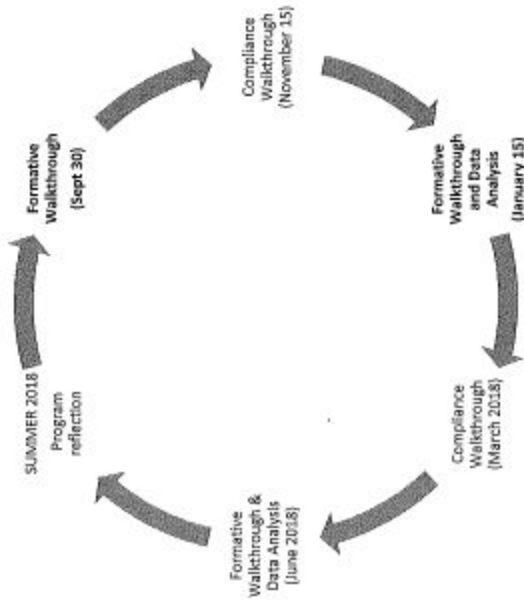 Formative
Walkthrough
(Sept 30)
Compliance
Walkthrough
(November 15)
Formative
Walkthrough
and Data
Analysis
(January 15)
Compliance
Walkthrough
(March 2018)
Formative
Walkthrough &
Data Analysis
(June 2018)
SUMMER 2018
Program
reflection